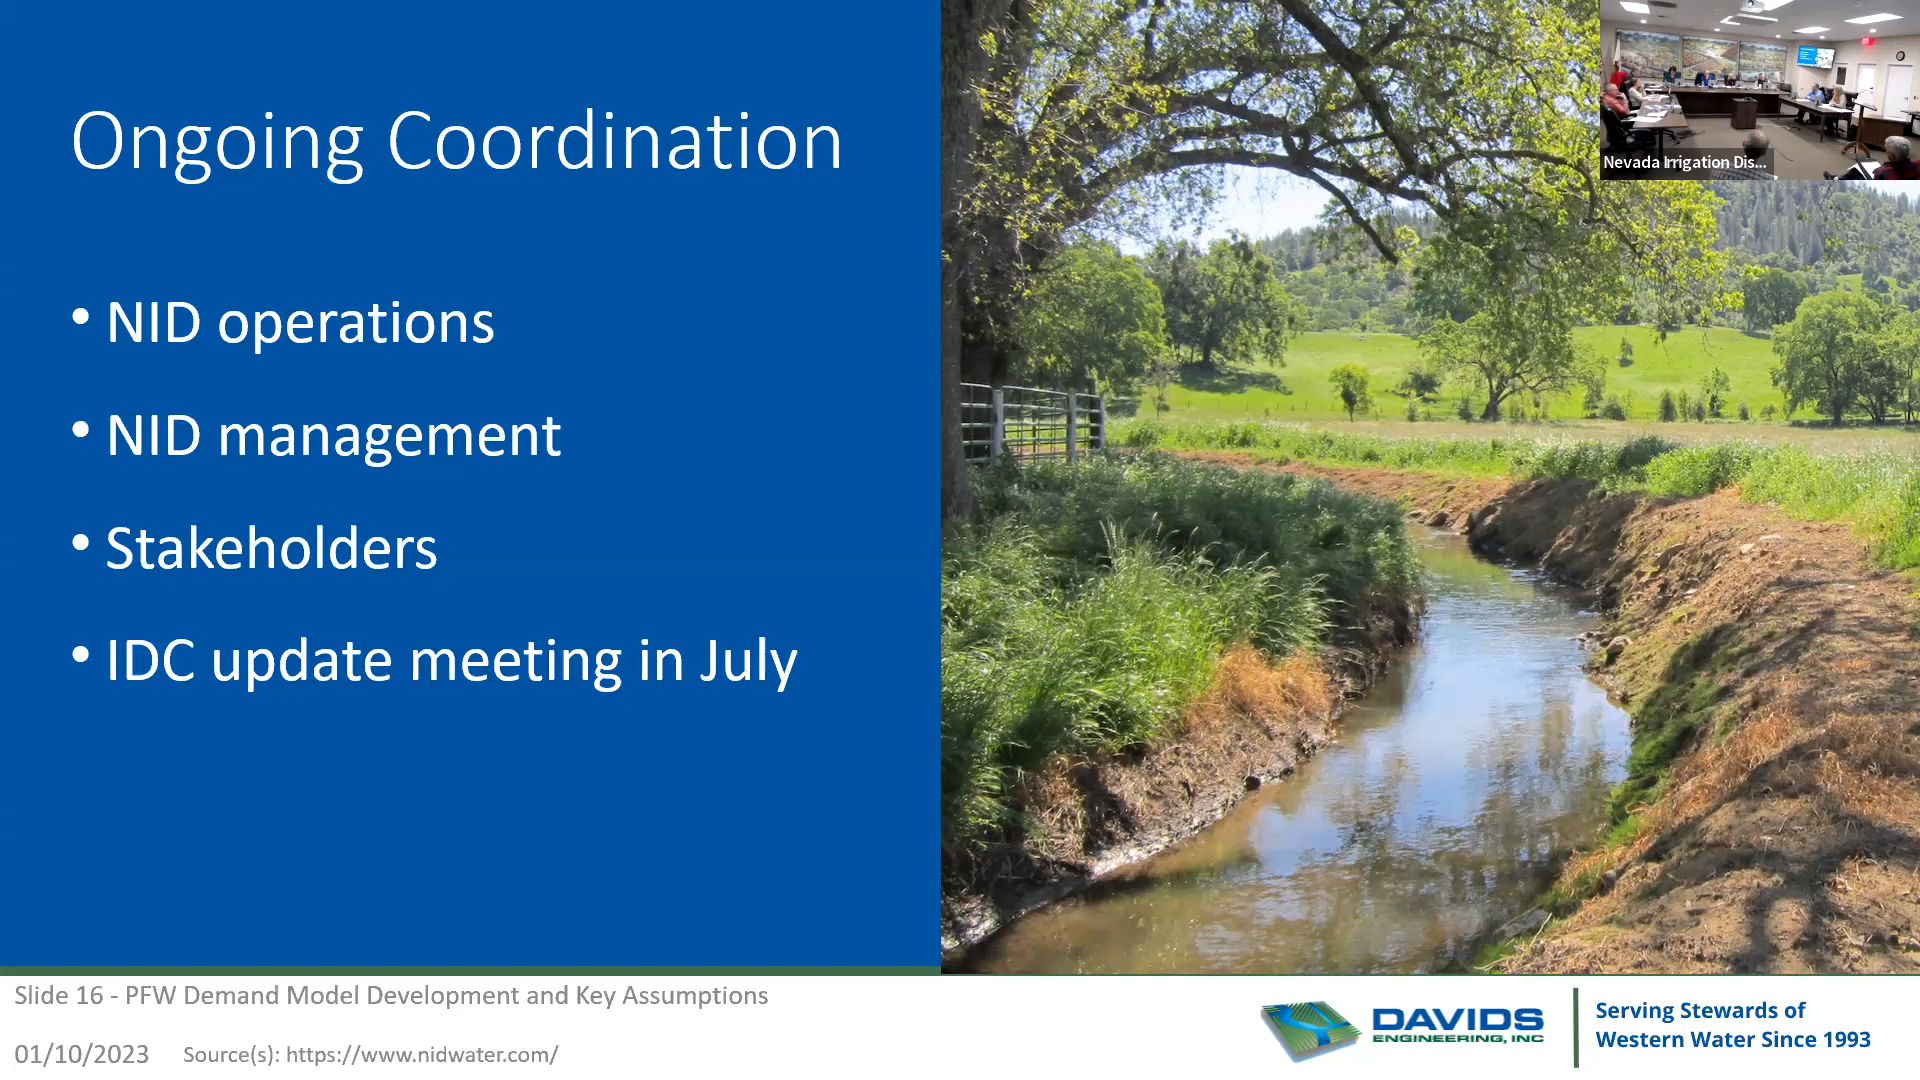 Ongoing Coordination
• NID operations
• NID management
• Stakeholders
• IDC update meeting in July
Nevada Irrigation Dis...
Slide 16 - PFW Demand Model Development and Key Assumptions
01/10/2023 Source(s): https://www.nidwater.com/
DAVIDS
ENGINEERING, INC
Serving Stewards of
Western Water Since 1993